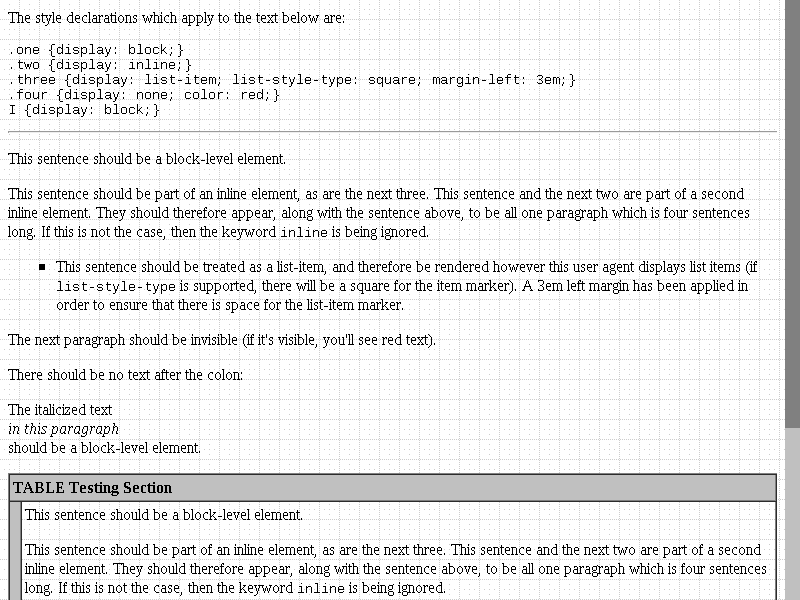 The style declarations which apply to the text below are:
.one {display: block;}
.two {display: inline;}
.three {display: list-item; list-style-type: square; margin-left: 3em;}
.four {display: none; color: red;}
I {display: block;}
This sentence should be a block-level element.
This sentence should be part of an inline element, as are the next three. This sentence and the next two are part of a second
inline element. They should therefore appear, along with the sentence above, to be all one paragraph which is four sentences
long. If this is not the case, then the keyword inline is being ignored.
This sentence should be treated as a list-item, and therefore be rendered however this user agent displays list items (if
list-style-type is supported, there will be a square for the item marker). A 3em left margin has been applied in
order to ensure that there is space for the list-item marker.
The next paragraph should be invisible (if it's visible, you'll see red text).
There should be no text after the colon:
The italicized text
in this paragraph
should be a block-level element.
TABLE Testing Section
This sentence should be a block-level element.
This sentence should be part of an inline element, as are the next three. This sentence and the next two are part of a second
inline element. They should therefore appear, along with the sentence above, to be all one paragraph which is four sentences
long. If this is not the case, then the keyword inline is being ignored.